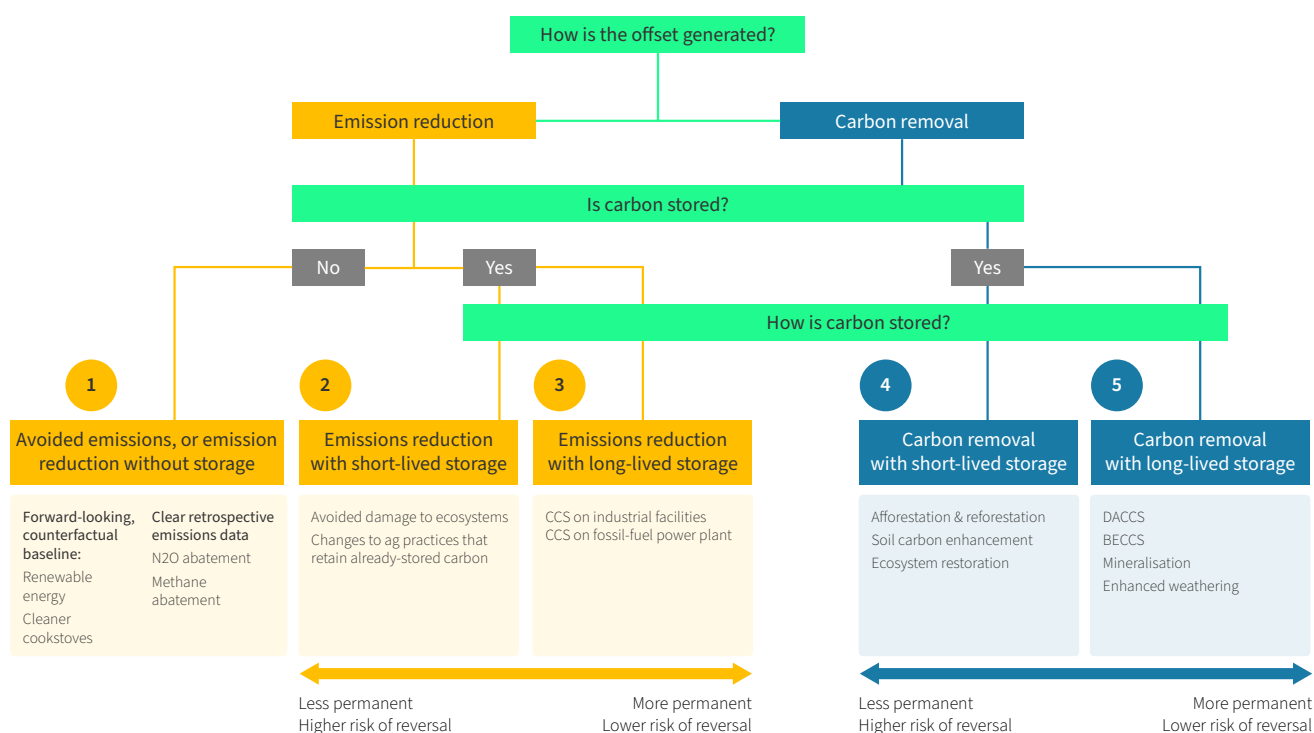 How is the offset generated?
Emission reduction
Carbon removal
Is carbon stored?
No
Yes
Yes
How is carbon stored?
1
2
3
4
5
Avoided emissions, or emission
reduction without storage
Emissions reduction
with short-lived storage
Emissions reduction
with long-lived storage
Carbon removal
with short-lived storage
Carbon removal
with long-lived storage
Forward-looking,
counterfactual
baseline:
Renewable
energy
Cleaner
cookstoves
Clear retrospective
emissions data
N2O abatement
Methane
abatement
Avoided damage to ecosystems
Changes to ag practices that
retain already-stored carbon
CCS on industrial facilities
CCS on fossil-fuel power plant
Afforestation & reforestation
Soil carbon enhancement
Ecosystem restoration
DACCS
BECCS
Mineralisation
Enhanced weathering
Less permanent
Higher risk of reversal
More permanent
Lower risk of reversal
Less permanent
Higher risk of reversal
More permanent
Lower risk of reversal